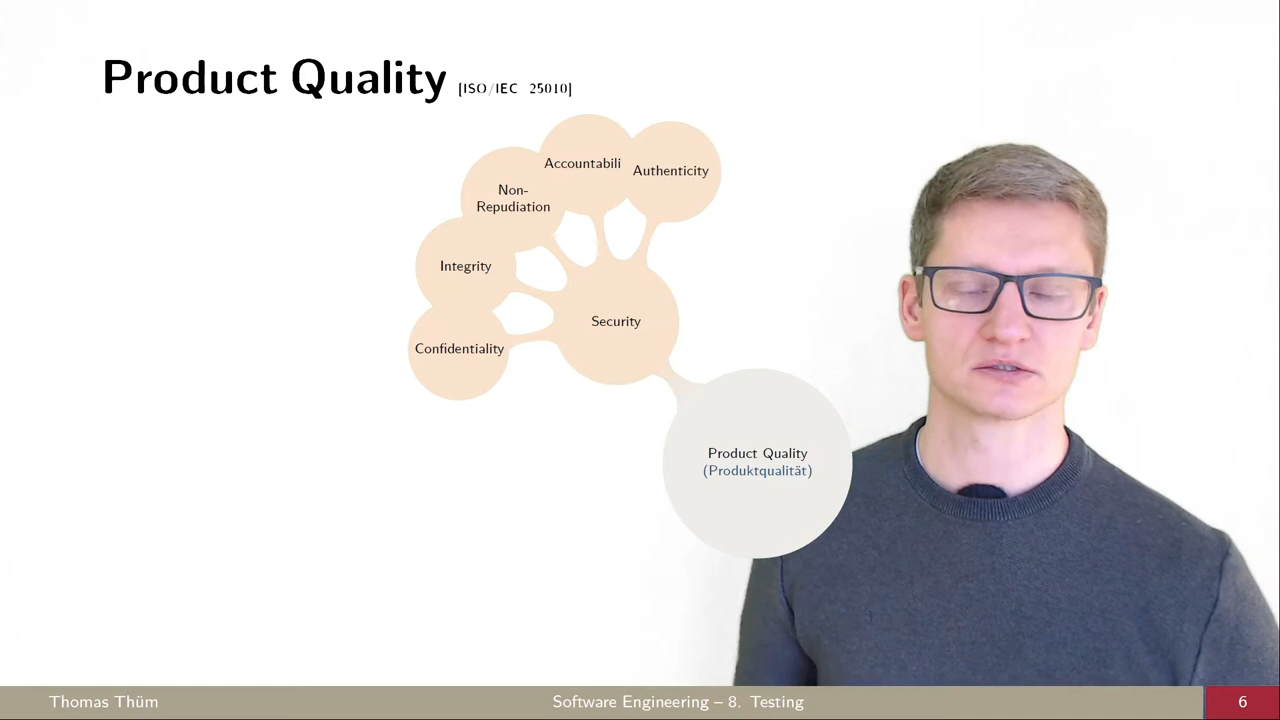 Product Quality [ISO/IEC 25010]
Accountabili
Authenticity
Non-
Repudiation
Integrity
Security
Confidentiality
Product Quality
(Produktqualität)
Thomas Thüm
Software Engineering – 8. Testing
6